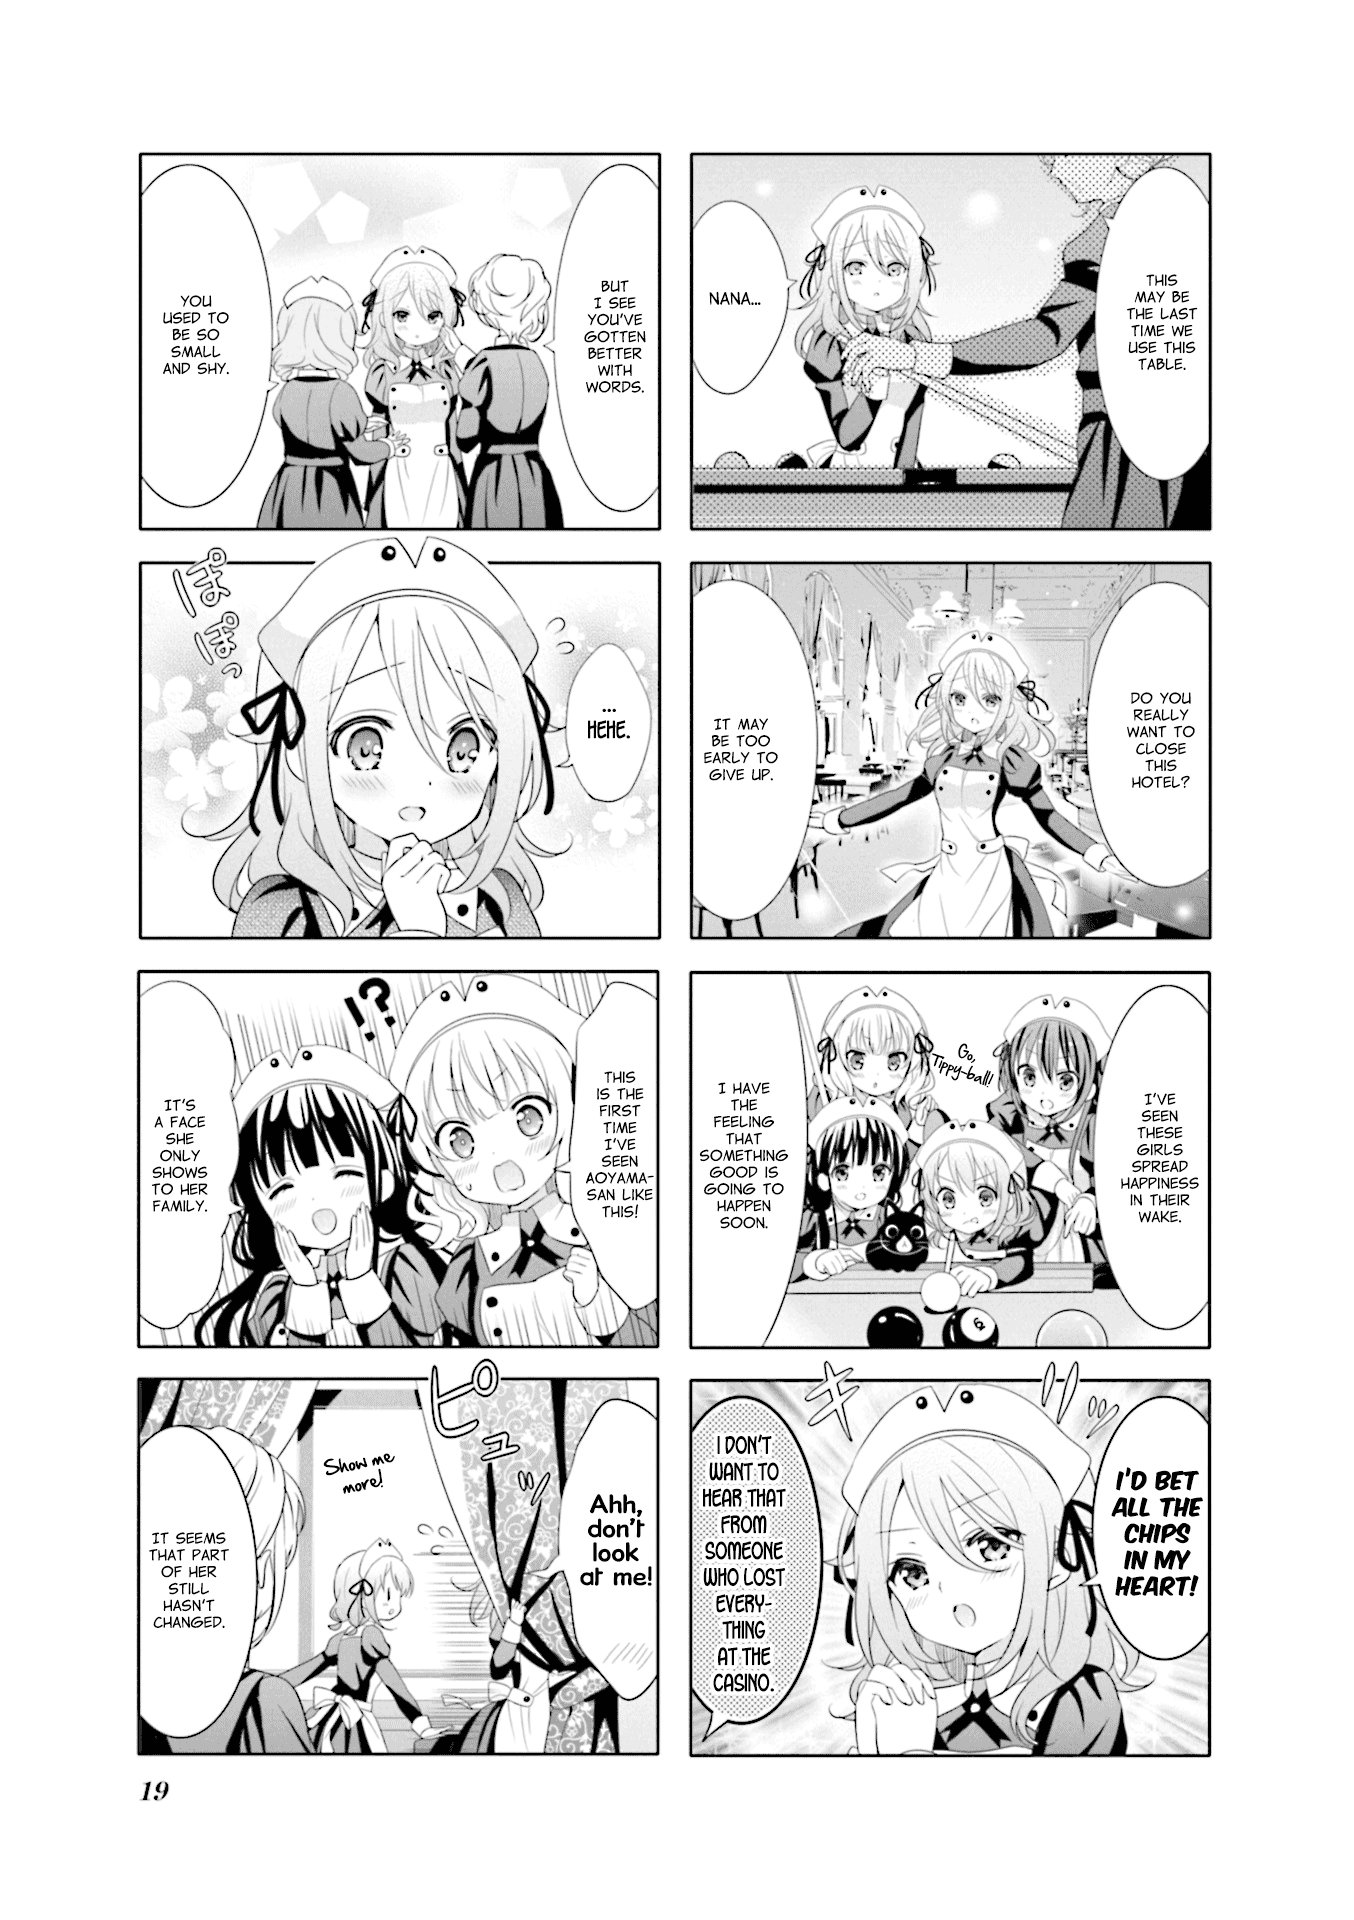 THIS
MAY BE
THE LAST
TIME WE
USE THIS
TABLE.
NANA...
DO YOU
REALLY
WANT TO
CLOSE
THIS
HOTEL?
IT MAY
BE TOO
EARLY TO
GIVE UP.
I'VE
SEEN
THESE
GIRLS
SPREAD
HAPPINESS
IN THEIR
WAKE.
Go,
Tippy-ball!
I HAVE
THE
FEELING
THAT
SOMETHING
GOOD IS
GOING TO
HAPPEN
SOON.
6
I'D BET
ALL THE
CHIPS
IN MY
HEART!
キリッ
I DON'T
WANT TO
HEAR THAT
FROM
SOMEONE
WHO LOST
EVERY-
THING
AT THE
CASINO.
BUT
I SEE
YOU'VE
GOTTEN
BETTER
WITH
WORDS.
YOU
USED TO
BE SO
SMALL
AND SHY.
...
HEHE.
ぽぽーっ
THIS
IS THE
FIRST
TIME
I'VE
SEEN
AOYAMA-
SAN LIKE
THIS!
!?
IT'S
A FACE
SHE
ONLY
SHOWS
TO HER
FAMILY.
Ahh,
don't
look
at me!
ピュッ
Show me
more!
IT SEEMS
THAT PART
OF HER
STILL
HASN'T
CHANGED.
19